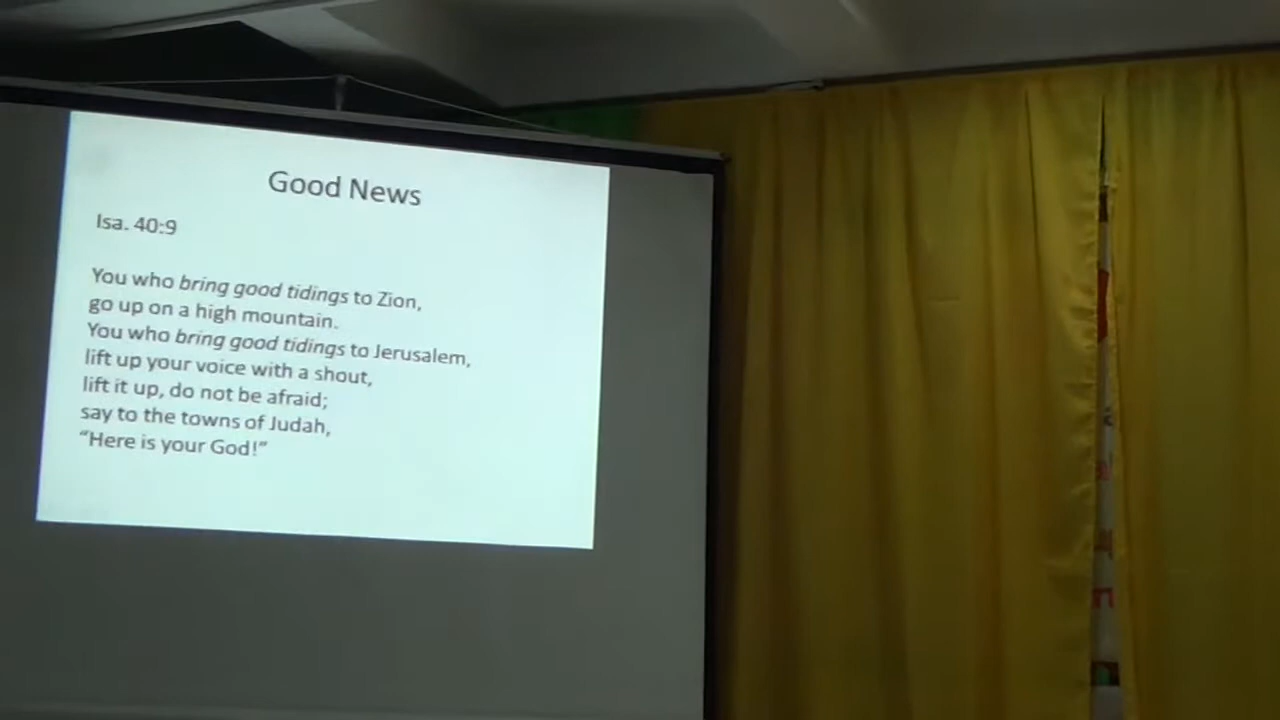 Good News
Isa. 40:9
You who bring good tidings to Zion,
go up on a high mountain.
You who bring good tidings to Jerusalem,
lift up your voice with a shout,
lift it up, do not be afraid;
say to the towns of Judah,
“Here is your God!”